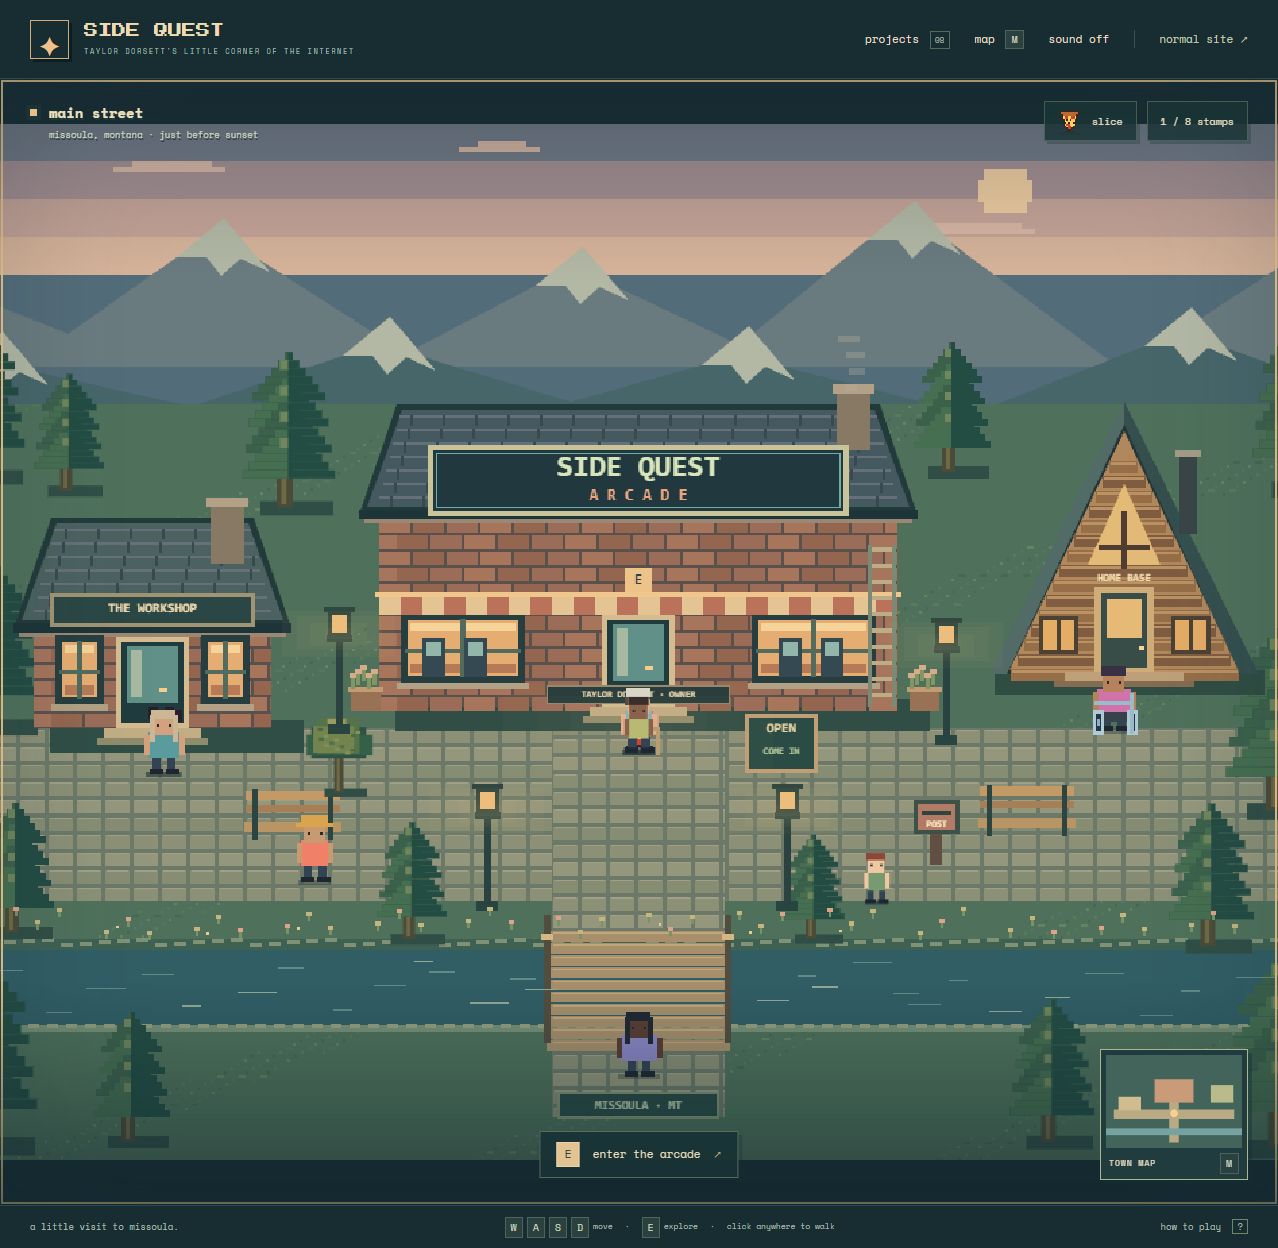 SIDE QUEST
TAYLOR DORSETT'S LITTLE CORNER OF THE INTERNET
projects 08 map M sound off normal site ↗
main street
missoula, montana · just before sunset
slice
1 / 8 stamps
SIDE QUEST
ARCADE
E
HOME BASE
THE WORKSHOP
TAYLOR OWNER
OPEN
COME IN
POST
MISSOULA · MT
E enter the arcade ↗
TOWN MAP M
a little visit to missoula.
W A S D move · E explore · click anywhere to walk
how to play ?